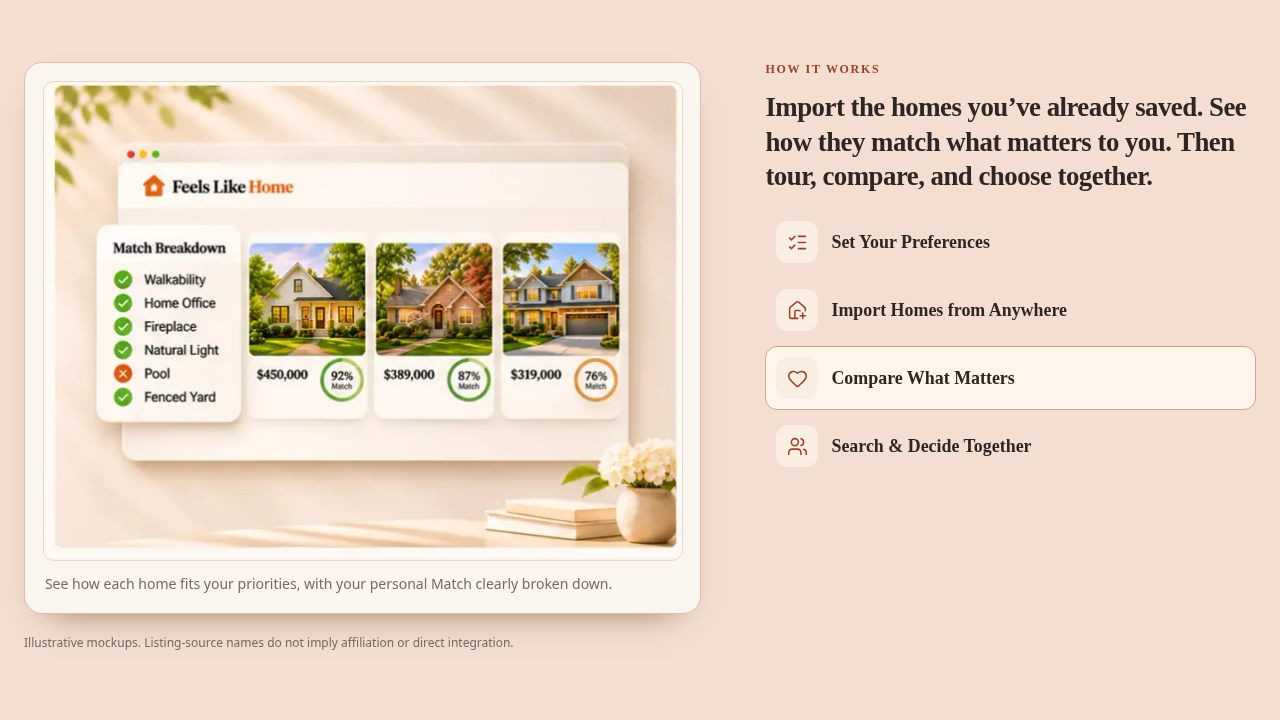 Feels Like Home
Match Breakdown
Walkability
Home Office
Fireplace
Natural Light
Pool
Fenced Yard
$450,000
92%
Match
$389,000
87%
Match
$319,000
76%
Match
See how each home fits your priorities, with your personal Match clearly broken down.
Illustrative mockups. Listing-source names do not imply affiliation or direct integration.
HOW IT WORKS
Import the homes you’ve already saved. See
how they match what matters to you. Then
tour, compare, and choose together.
Set Your Preferences
Import Homes from Anywhere
Compare What Matters
Search & Decide Together